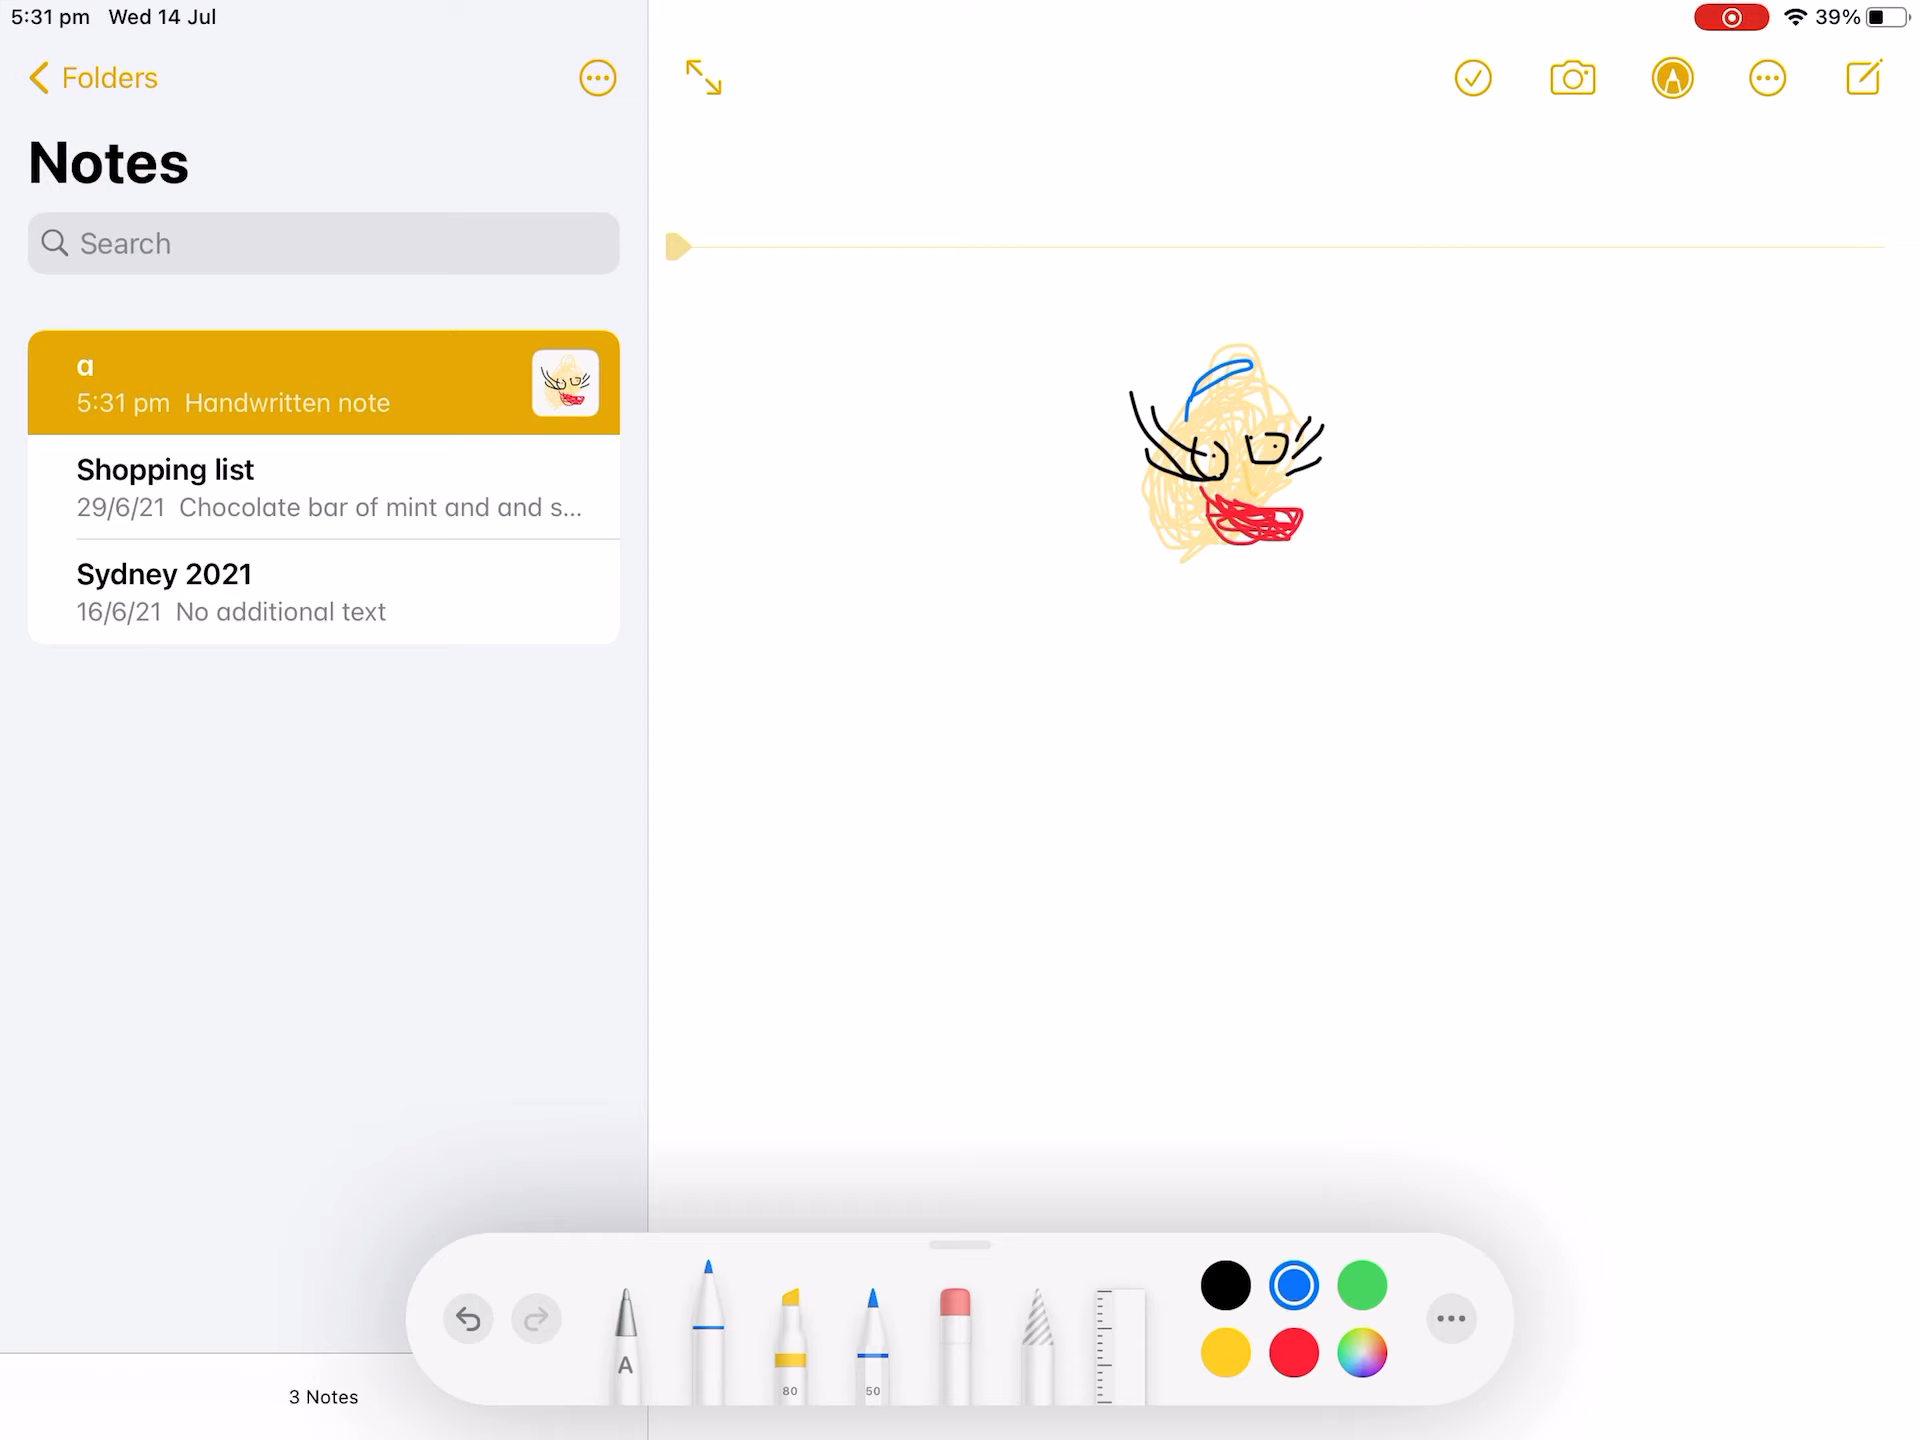 5:31 pm Wed 14 Jul
39%
Folders
Notes
Search
a
5:31 pm Handwritten note
Shopping list
29/6/21 Chocolate bar of mint and and s...
Sydney 2021
16/6/21 No additional text
A
80
50
3 Notes